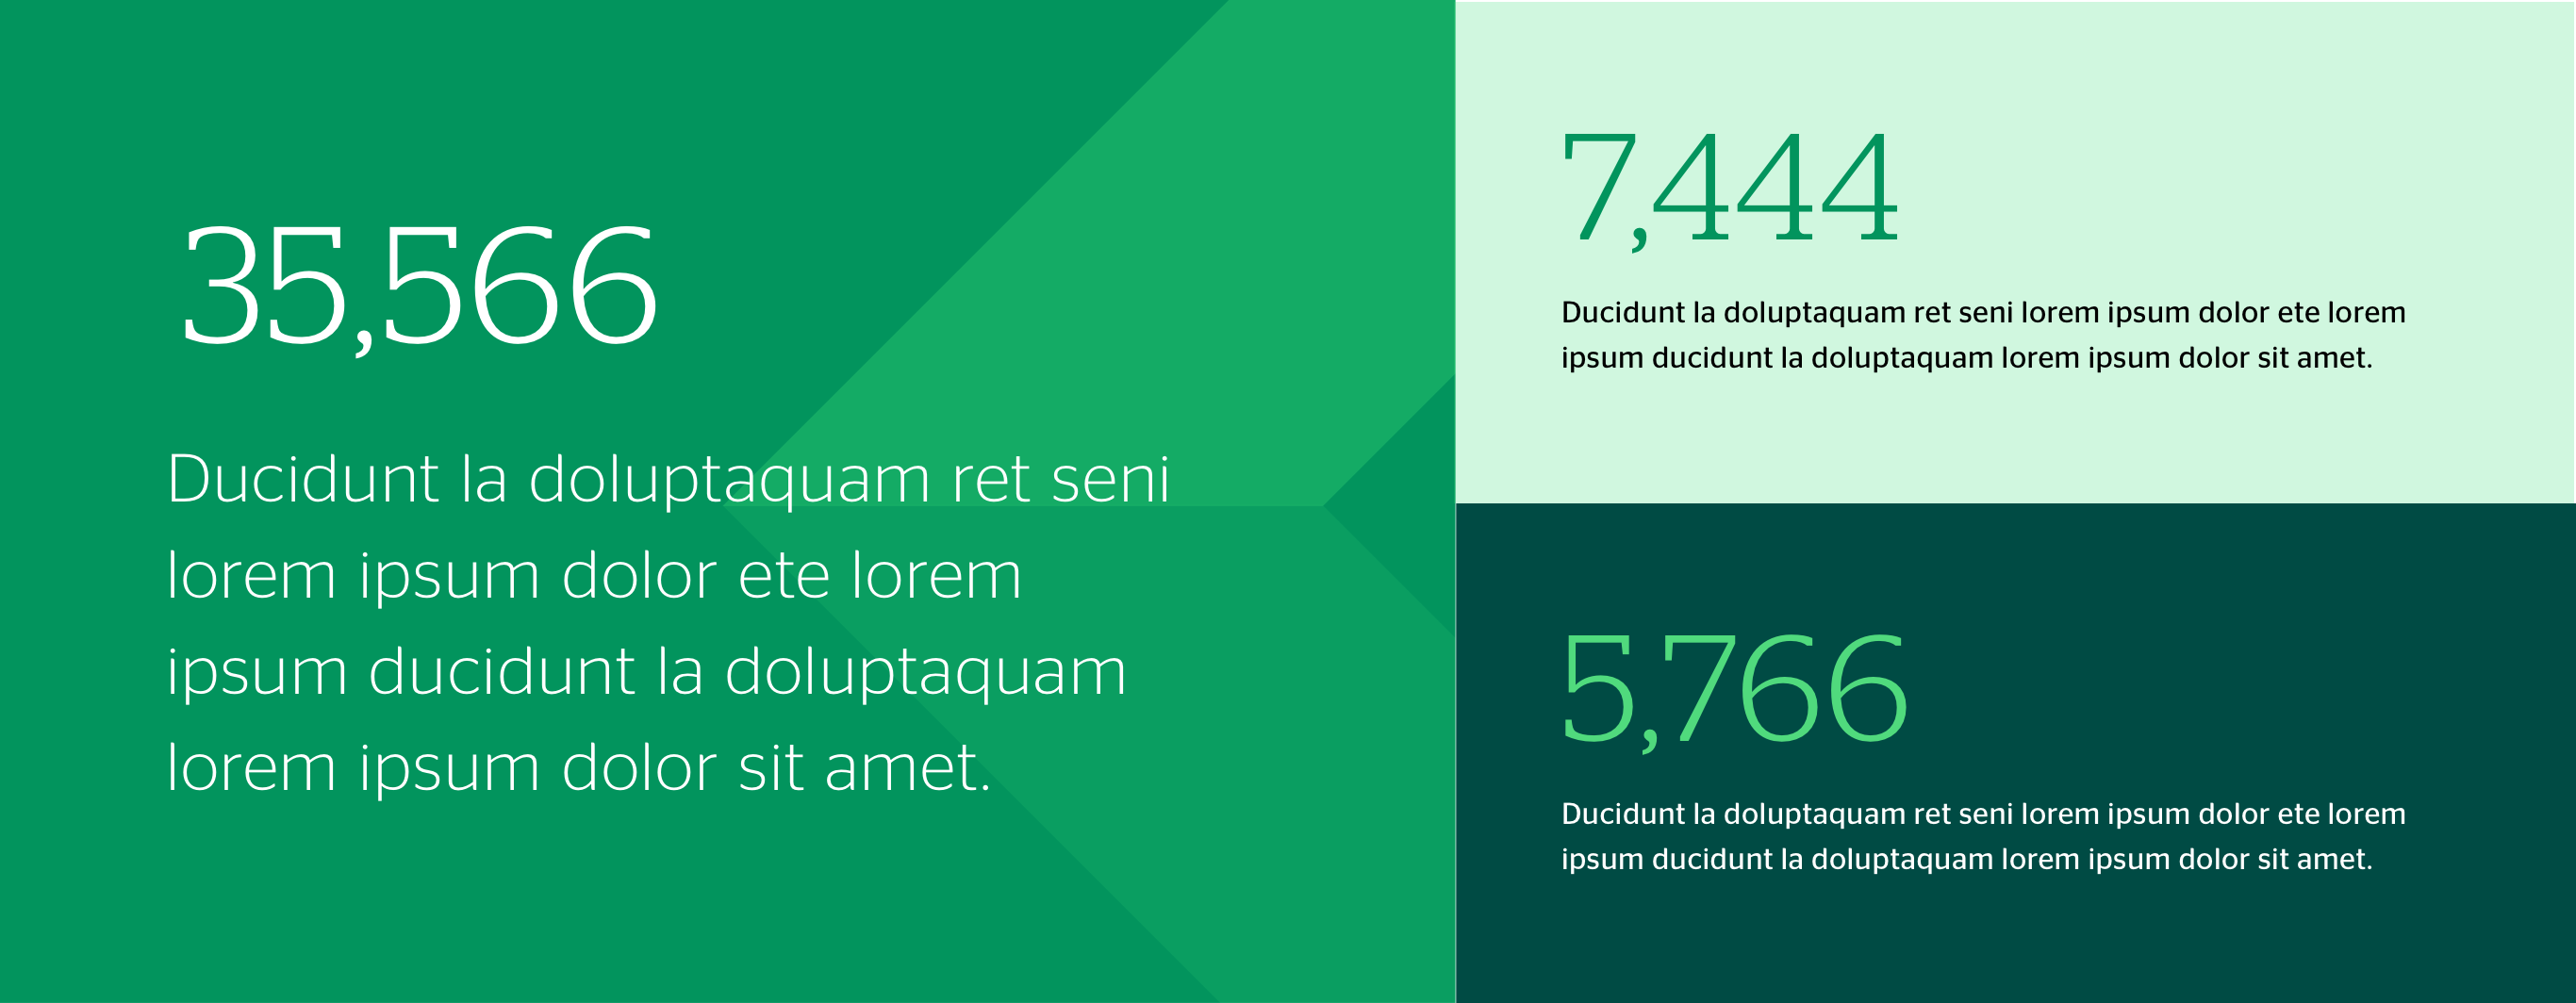 35,566
Ducidunt la doluptaquam ret seni
lorem ipsum dolor ete lorem
ipsum ducidunt la doluptaquam
lorem ipsum dolor sit amet.
7,444
Ducidunt la doluptaquam ret seni lorem ipsum dolor ete lorem
ipsum ducidunt la doluptaquam lorem ipsum dolor sit amet.
5,766
Ducidunt la doluptaquam ret seni lorem ipsum dolor ete lorem
ipsum ducidunt la doluptaquam lorem ipsum dolor sit amet.